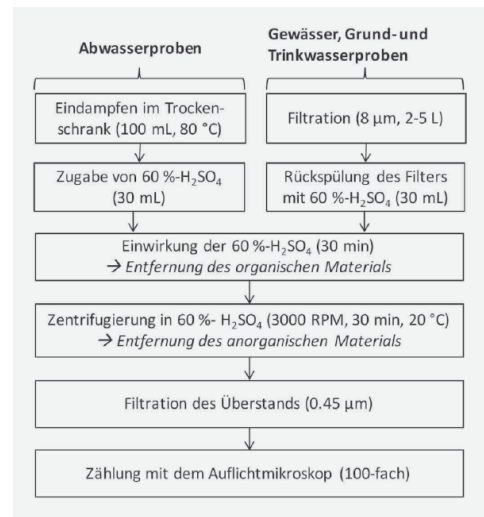 Abwasserproben
Gewässer, Grund- und
Trinkwasserproben
Eindampfen im Trocken-
schrank (100 mL, 80 °C)
Filtration (8 µm, 2-5 L)
Zugabe von 60 %-H₂SO₄
(30 mL)
Rückspülung des Filters
mit 60 %-H₂SO₄ (30 mL)
Einwirkung der 60 %-H₂SO₄ (30 min)
→ Entfernung des organischen Materials
Zentrifugierung in 60 %- H₂SO₄ (3000 RPM, 30 min, 20 °C)
→ Entfernung des anorganischen Materials
Filtration des Überstands (0.45 µm)
Zählung mit dem Auflichtmikroskop (100-fach)